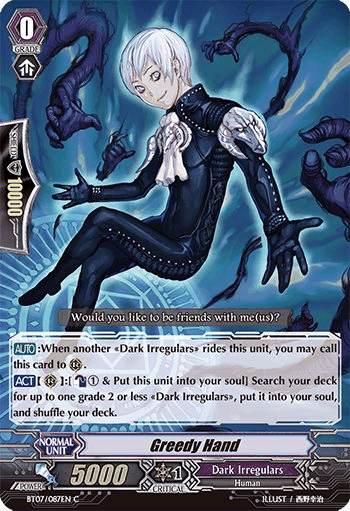 0
GRADE
10000
SHIELD
Would you like to be friends with me(us)?
AUTO :When another «Dark Irregulars» rides this unit, you may call
this card to .
ACT[ ]:[ ① & Put this unit into your soul] Search your deck
for up to one grade 2 or less «Dark Irregulars», put it into your soul,
and shuffle your deck.
NORMAL
UNIT
Greedy Hand
POWER
5000
1
CRITICAL
Dark Irregulars
Human
BT07/087EN C
ILLUST / 西野幸治